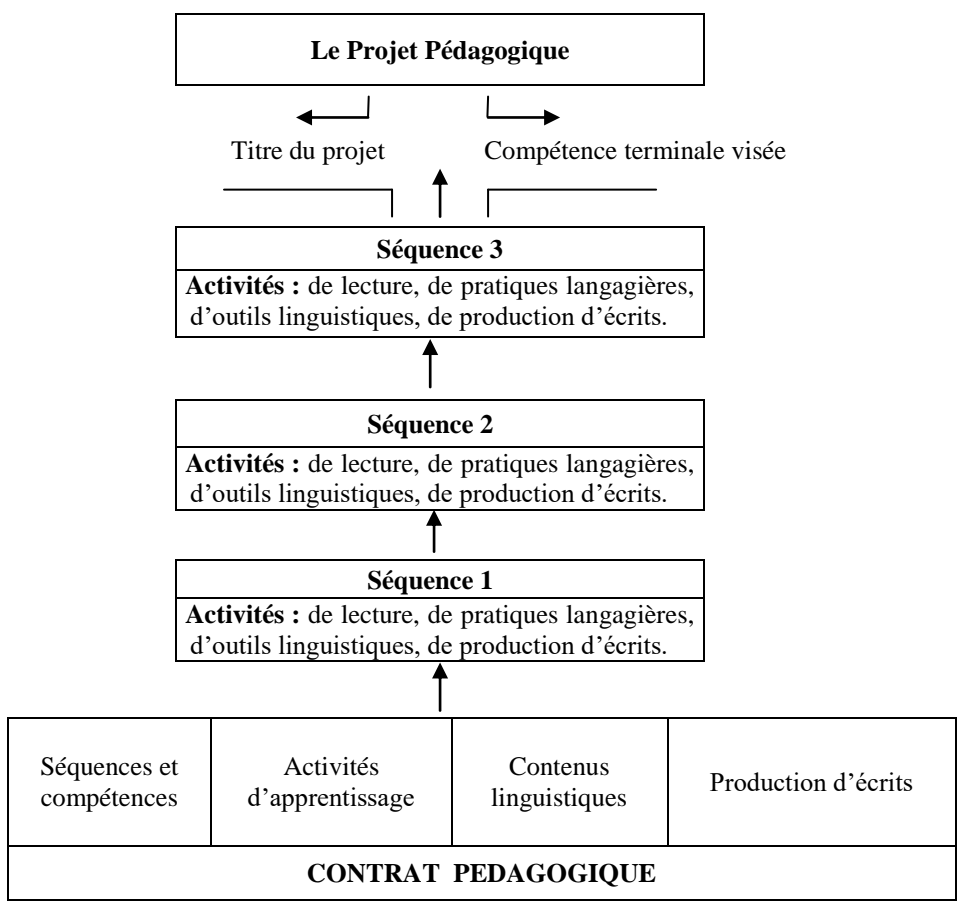 Le Projet Pédagogique
Titre du projet
Compétence terminale visée
Séquence 3
Activités : de lecture, de pratiques langagières,
d’outils linguistiques, de production d’écrits.
Séquence 2
Activités : de lecture, de pratiques langagières,
d’outils linguistiques, de production d’écrits.
Séquence 1
Activités : de lecture, de pratiques langagières,
d’outils linguistiques, de production d’écrits.
Séquences et
compétences
Activités
d’apprentissage
Contenus
linguistiques
Production d’écrits
CONTRAT PEDAGOGIQUE